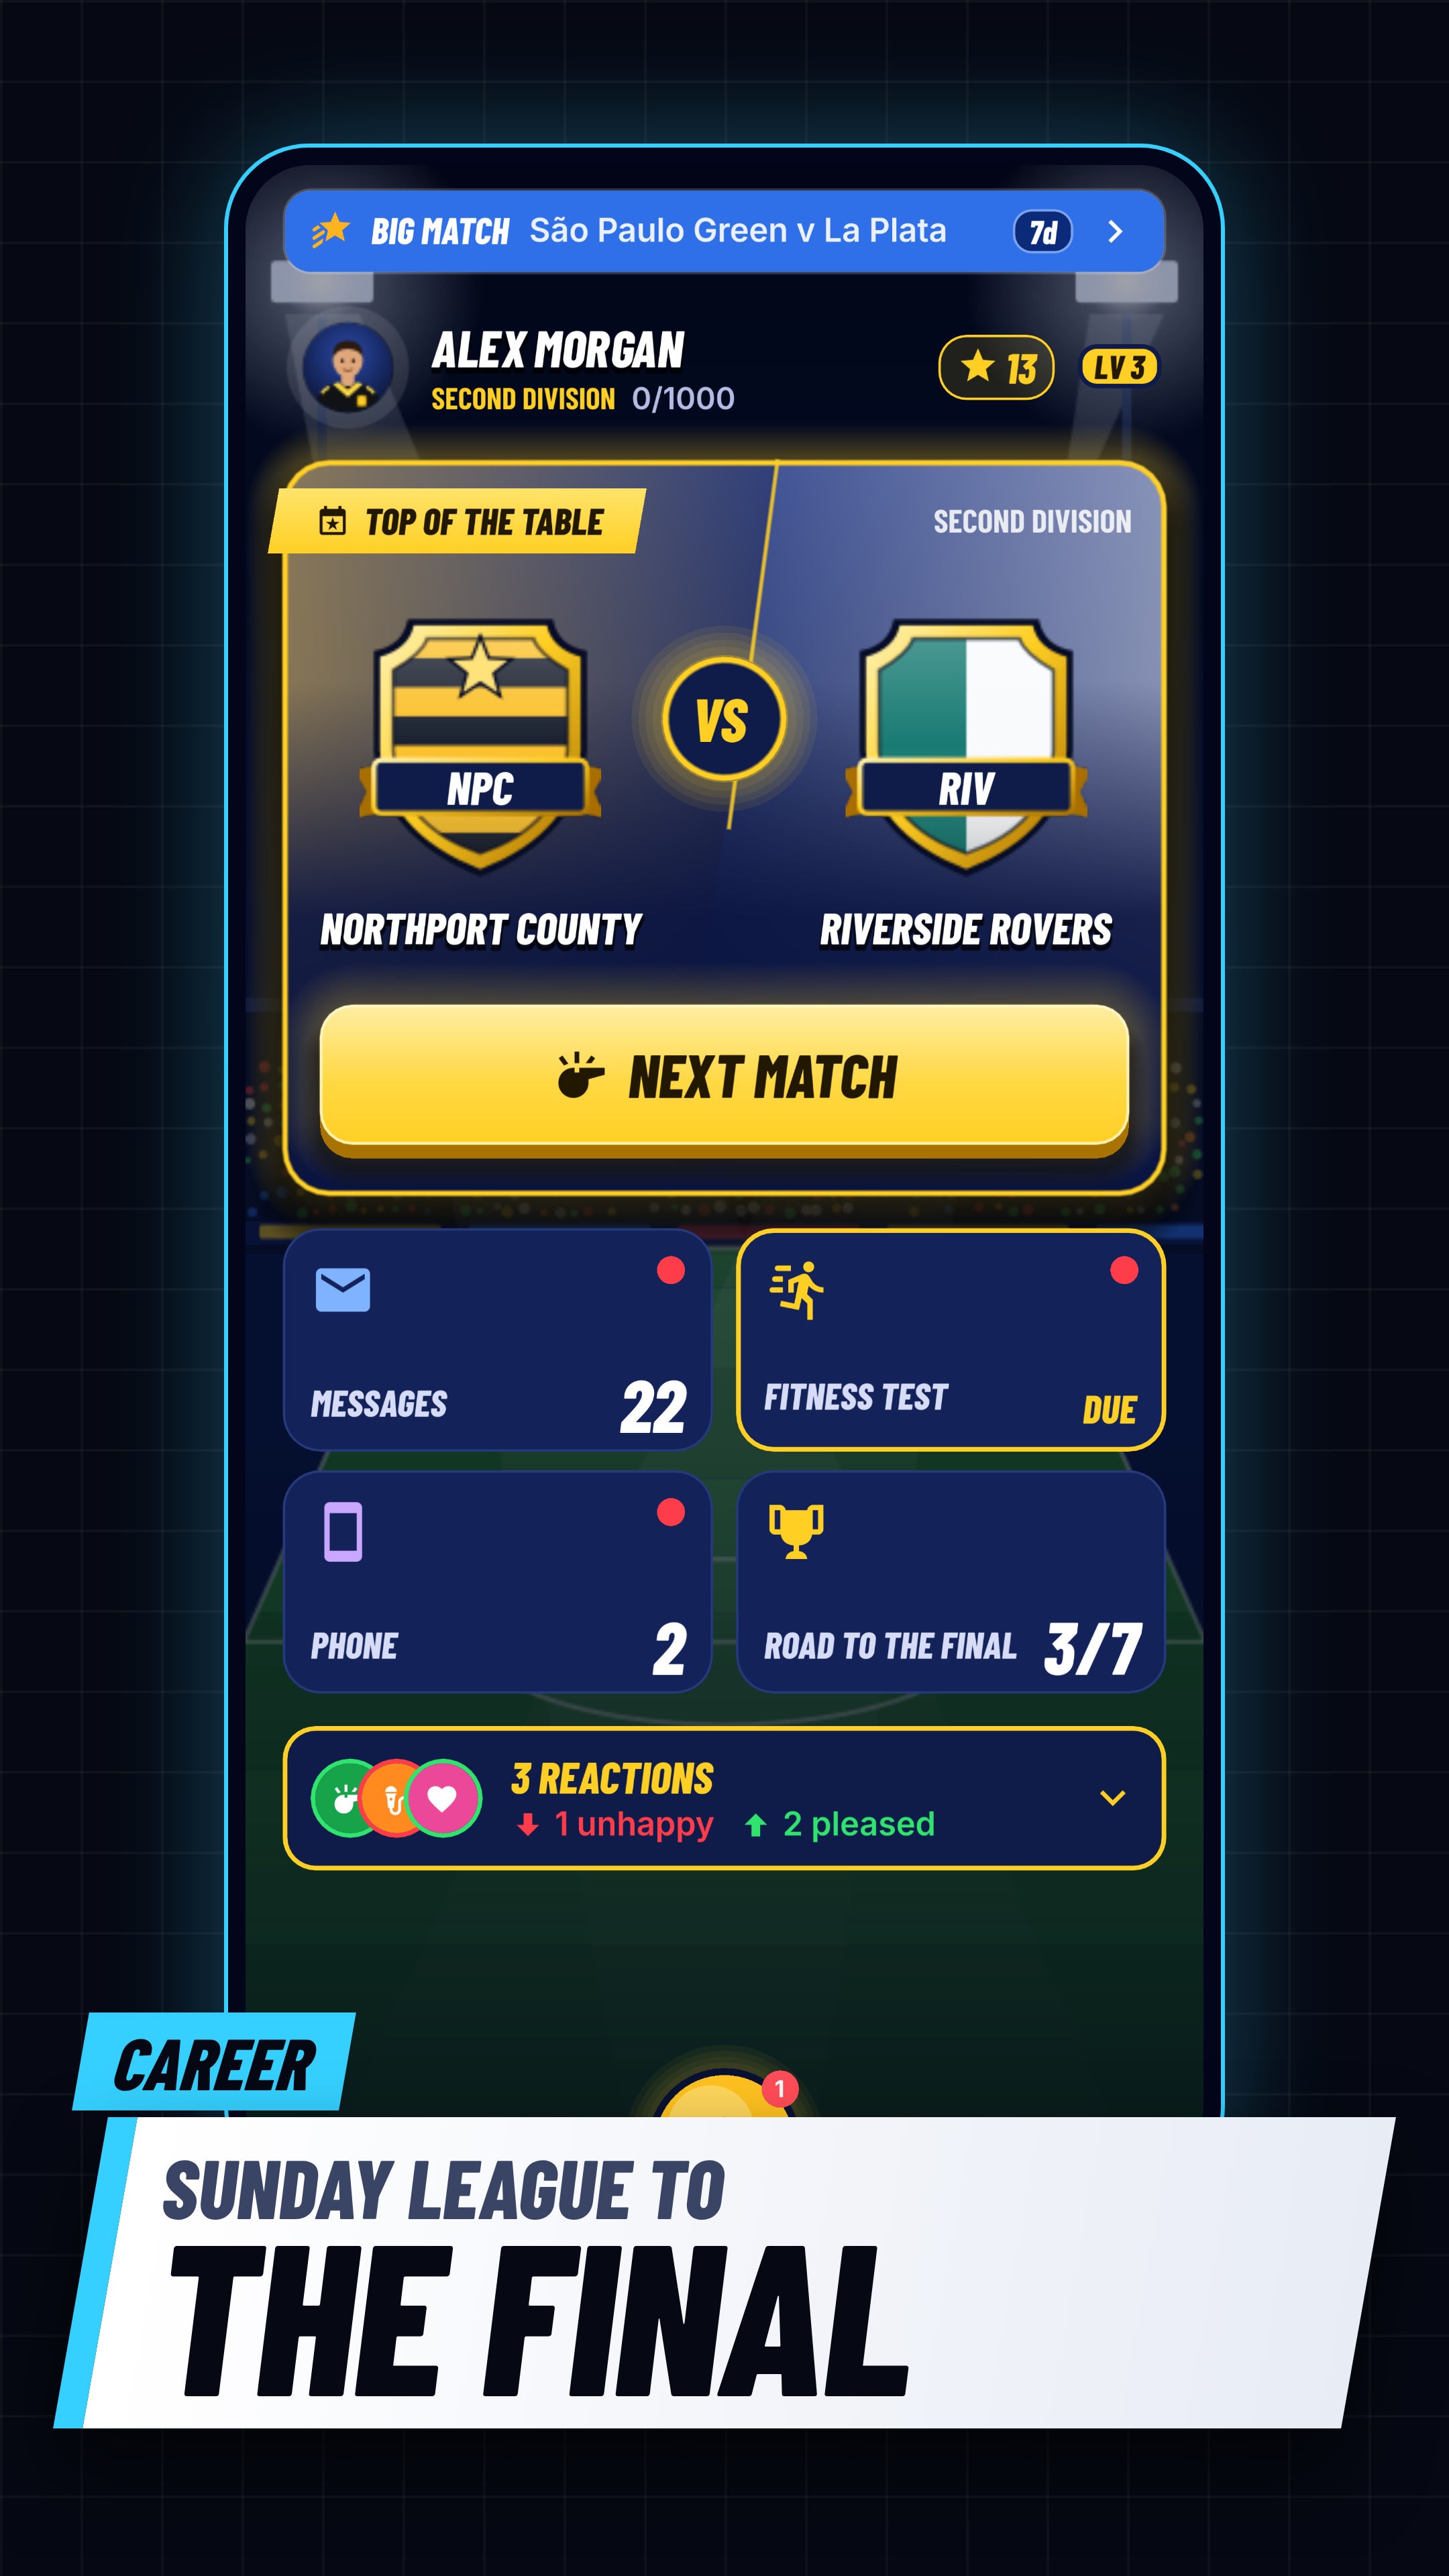 BIG MATCH São Paulo Green v La Plata 7d
ALEX MORGAN
SECOND DIVISION 0/1000
13
LV 3
TOP OF THE TABLE
SECOND DIVISION
VS
NPC
RIV
NORTHPORT COUNTY
RIVERSIDE ROVERS
NEXT MATCH
MESSAGES 22
FITNESS TEST DUE
PHONE 2
ROAD TO THE FINAL 3/7
3 REACTIONS
1 unhappy 2 pleased
1
CAREER
SUNDAY LEAGUE TO
THE FINAL